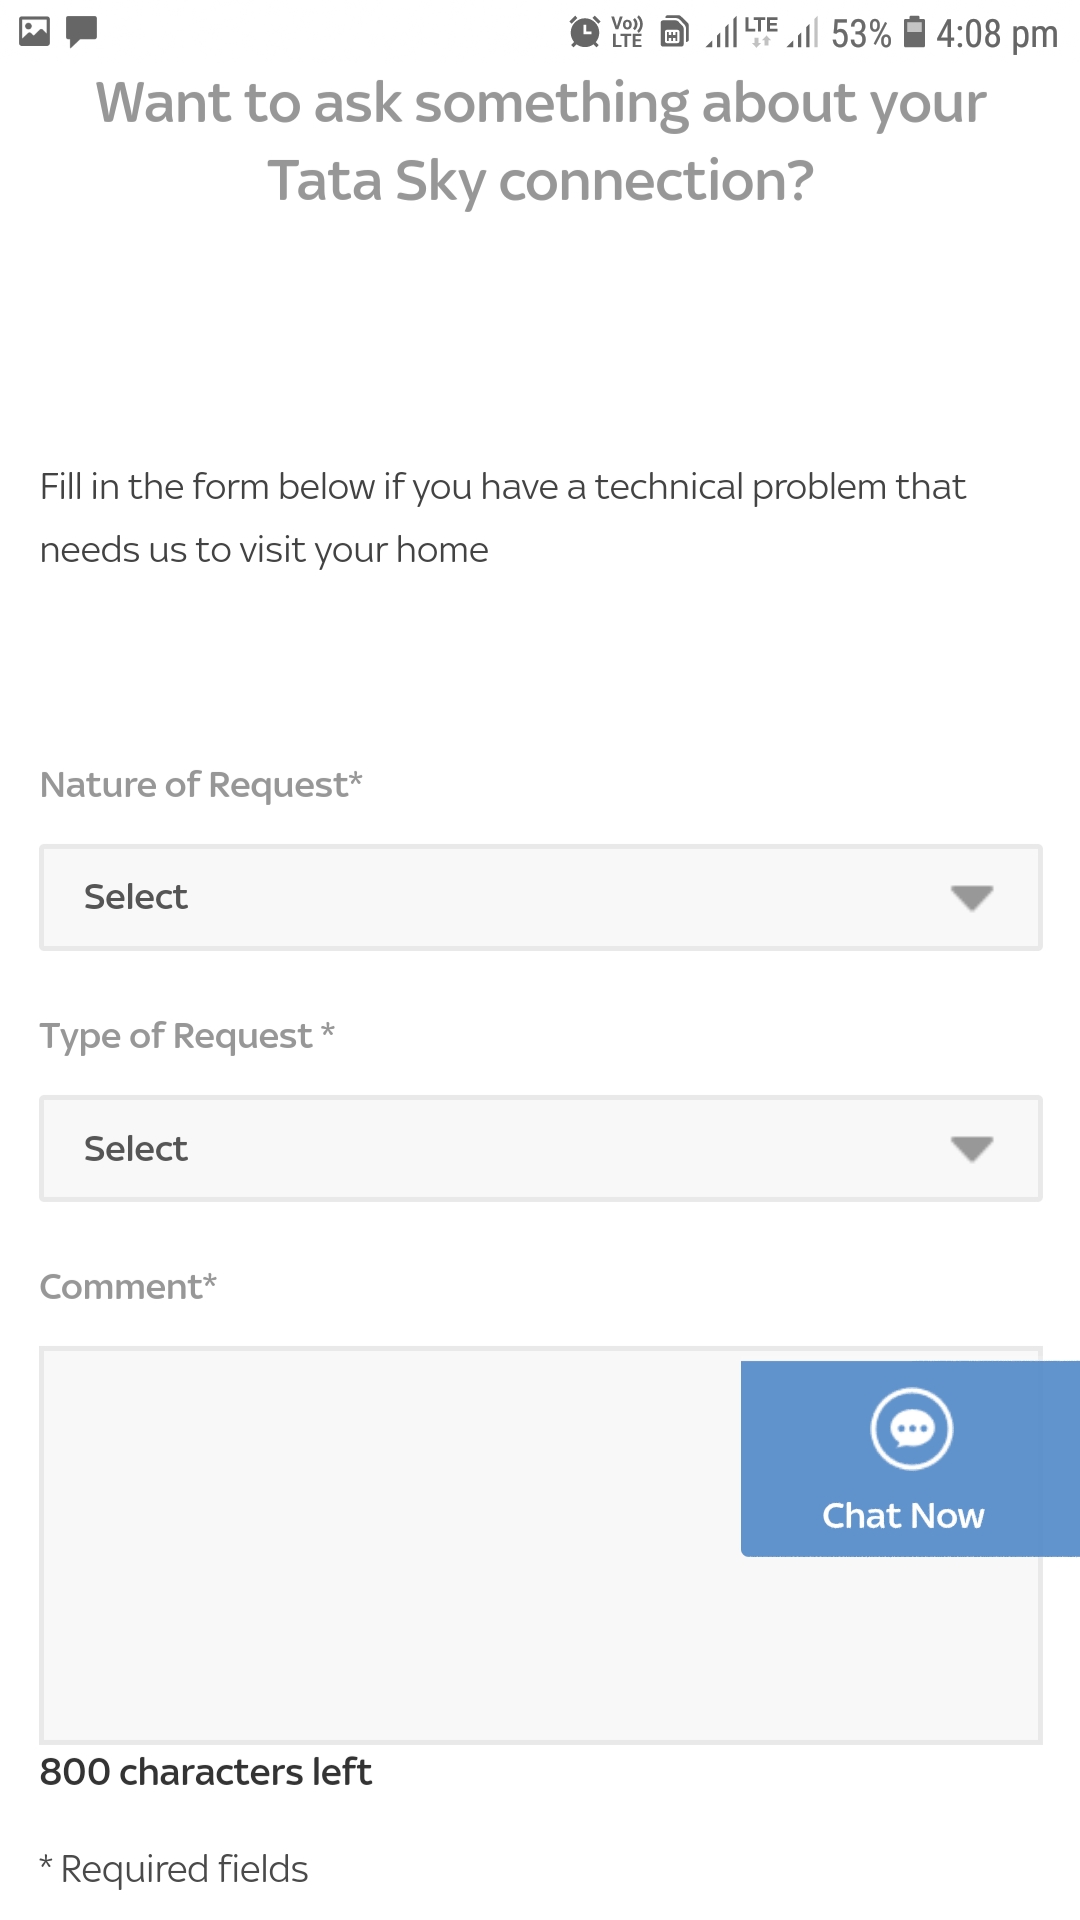 Vo)) LTE LTE 53% 4:08 pm
Want to ask something about your
Tata Sky connection?
Fill in the form below if you have a technical problem that
needs us to visit your home
Nature of Request*
Select
Type of Request *
Select
Comment*
Chat Now
800 characters left
* Required fields